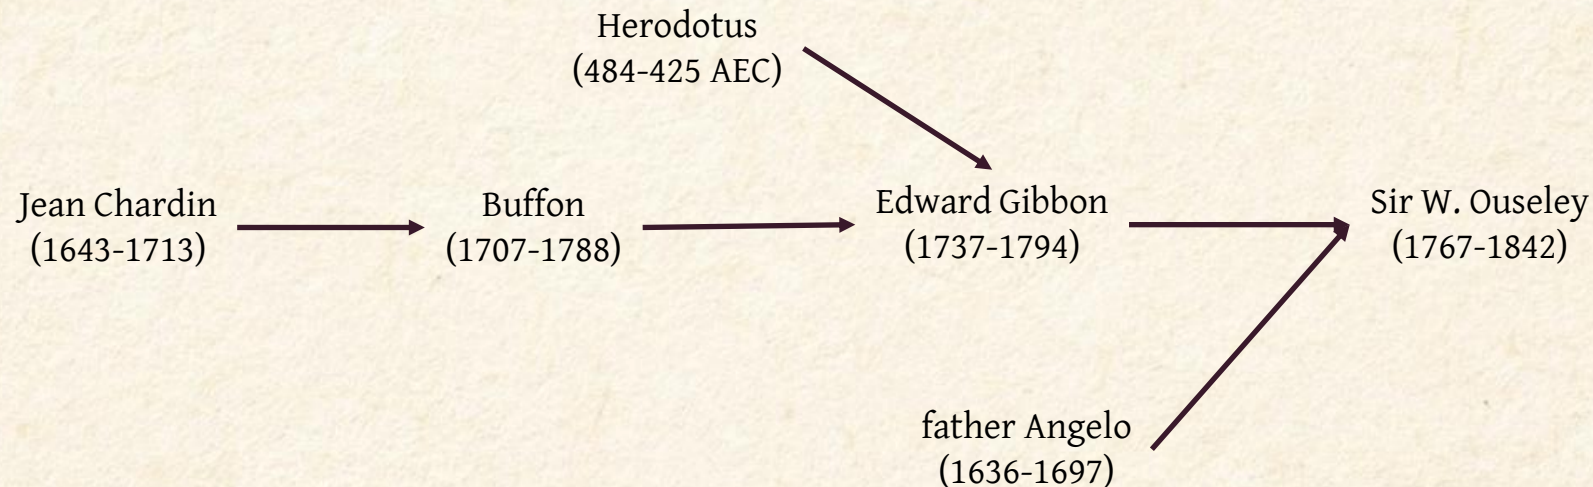 Herodotus
(484-425 AEC)
Jean Chardin
(1643-1713)
Buffon
(1707-1788)
Edward Gibbon
(1737-1794)
Sir W. Ouseley
(1767-1842)
father Angelo
(1636-1697)